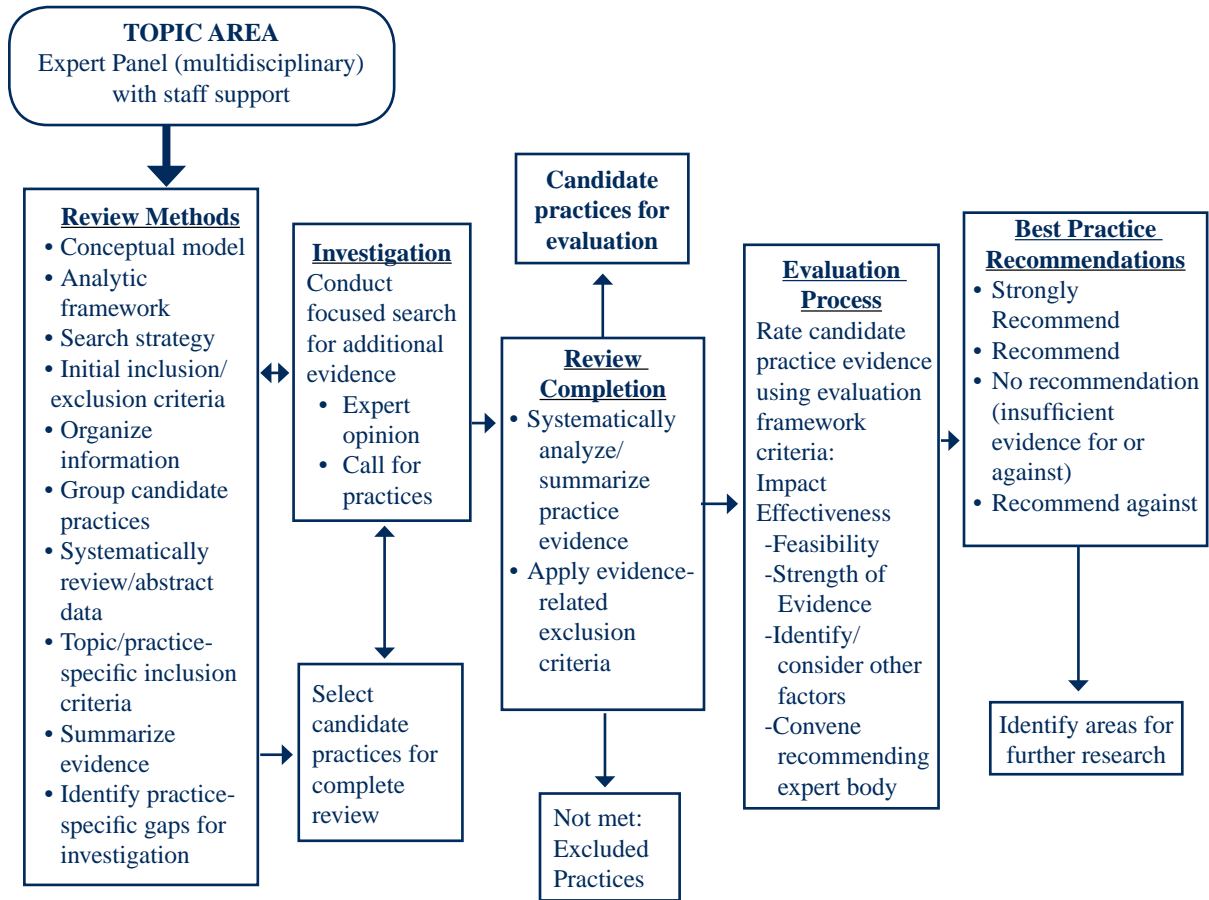 TOPIC AREA
Expert Panel (multidisciplinary)
with staff support
Review Methods
• Conceptual model
• Analytic
framework
• Search strategy
• Initial inclusion/
exclusion criteria
• Organize
information
• Group candidate
practices
• Systematically
review/abstract
data
• Topic/practice-
specific inclusion
criteria
• Summarize
evidence
• Identify practice-
specific gaps for
investigation
Investigation
Conduct
focused search
for additional
evidence
• Expert
opinion
• Call for
practices
Select
candidate
practices for
complete
review
Candidate
practices for
evaluation
Review
Completion
• Systematically
analyze/
summarize
practice
evidence
• Apply evidence-
related
exclusion
criteria
Not met:
Excluded
Practices
Evaluation
Process
Rate candidate
practice evidence
using evaluation
framework
criteria:
Impact
Effectiveness
-Feasibility
-Strength of
Evidence
-Identify/
consider other
factors
-Convene
recommending
expert body
Best Practice
Recommendations
• Strongly
Recommend
• Recommend
• No recommendation
(insufficient
evidence for or
against)
• Recommend against
Identify areas for
further research